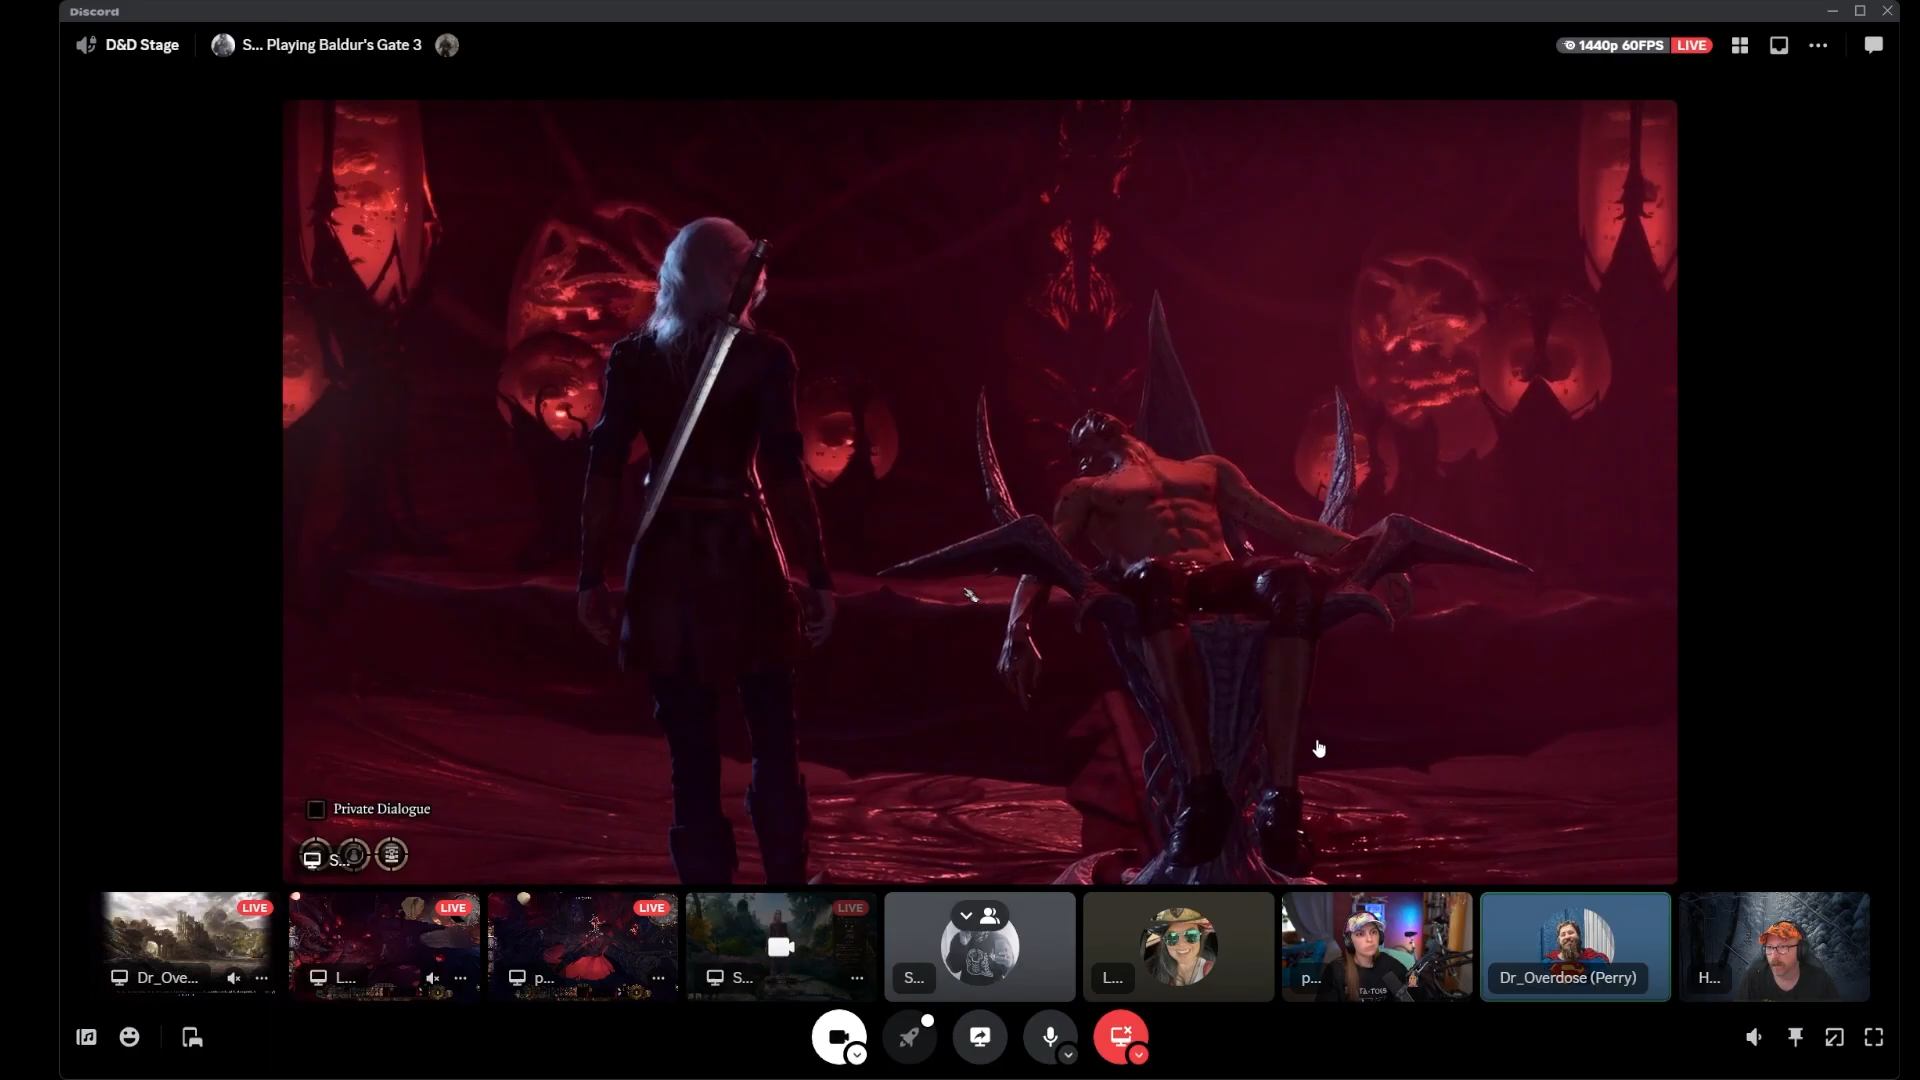 Discord
D&D Stage
S... Playing Baldur's Gate 3
1440p 60FPS LIVE
Private Dialogue
S...
LIVE
LIVE
LIVE
LIVE
Dr_Ove...
L...
p...
S...
S...
L...
p...
Dr_Overdose (Perry)
H...